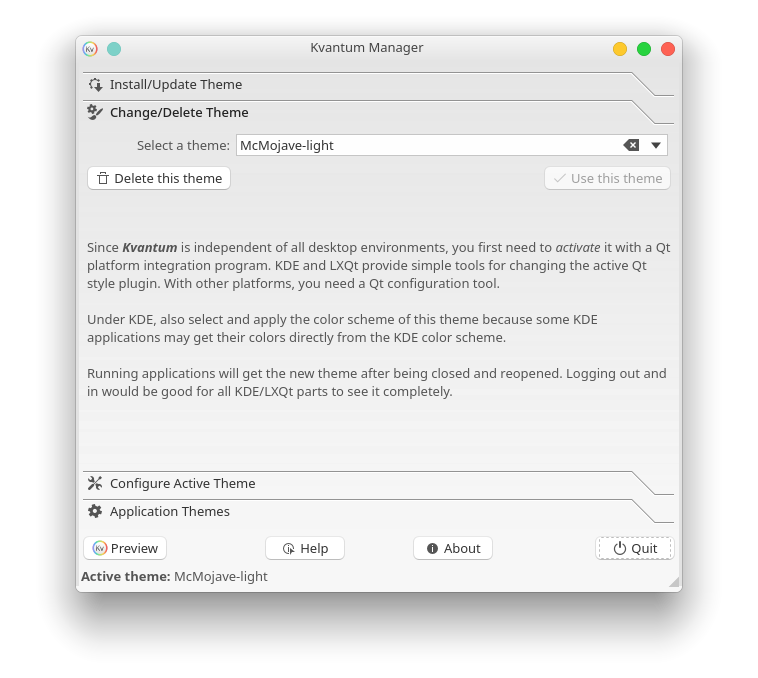 Kvantum Manager
Install/Update Theme
Change/Delete Theme
Select a theme: McMojave-light
Delete this theme Use this theme
Since Kvantum is independent of all desktop environments, you first need to activate it with a Qt
platform integration program. KDE and LXQt provide simple tools for changing the active Qt
style plugin. With other platforms, you need a Qt configuration tool.
Under KDE, also select and apply the color scheme of this theme because some KDE
applications may get their colors directly from the KDE color scheme.
Running applications will get the new theme after being closed and reopened. Logging out and
in would be good for all KDE/LXQt parts to see it completely.
Configure Active Theme
Application Themes
Kv Preview Help About Quit
Active theme: McMojave-light